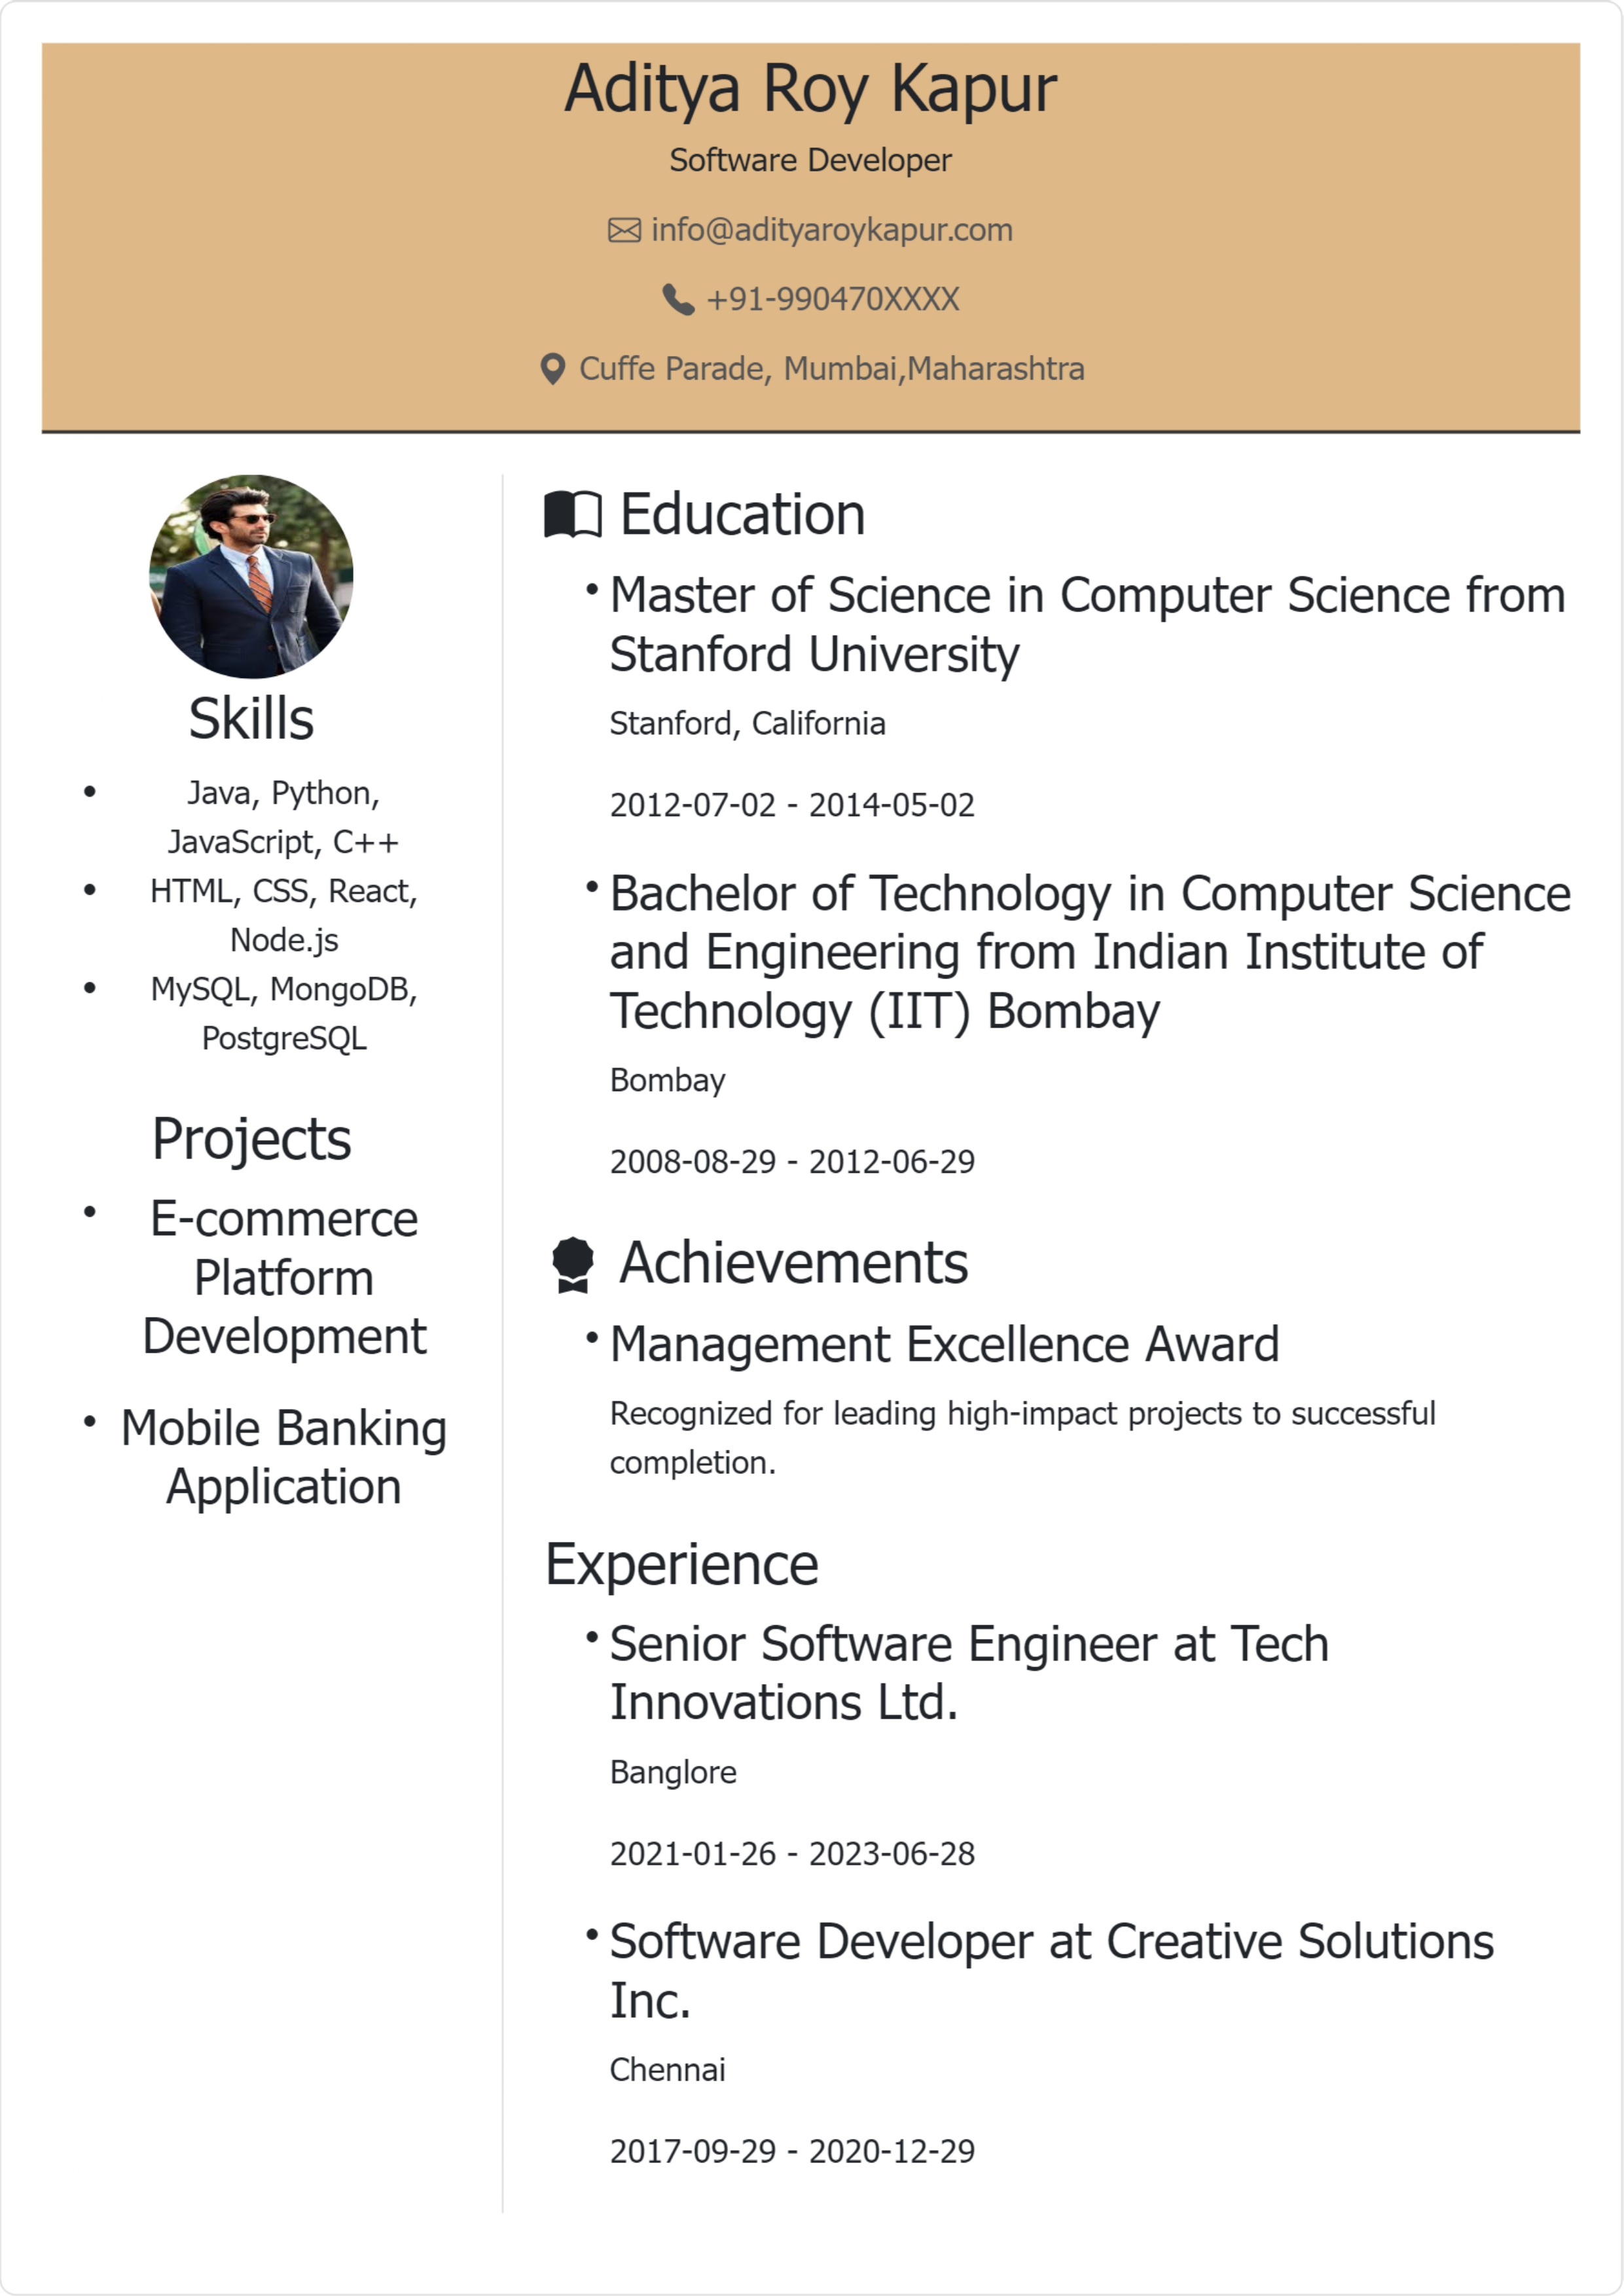 Aditya Roy Kapur
Software Developer
info@adityaroykapur.com
+91-990470XXXX
Cuffe Parade, Mumbai,Maharashtra
Skills
• Java, Python,
JavaScript, C++
• HTML, CSS, React,
Node.js
• MySQL, MongoDB,
PostgreSQL
Projects
• E-commerce
Platform
Development
• Mobile Banking
Application
Education
• Master of Science in Computer Science from
Stanford University
Stanford, California
2012-07-02 - 2014-05-02
• Bachelor of Technology in Computer Science
and Engineering from Indian Institute of
Technology (IIT) Bombay
Bombay
2008-08-29 - 2012-06-29
Achievements
• Management Excellence Award
Recognized for leading high-impact projects to successful
completion.
Experience
• Senior Software Engineer at Tech
Innovations Ltd.
Banglore
2021-01-26 - 2023-06-28
• Software Developer at Creative Solutions
Inc.
Chennai
2017-09-29 - 2020-12-29